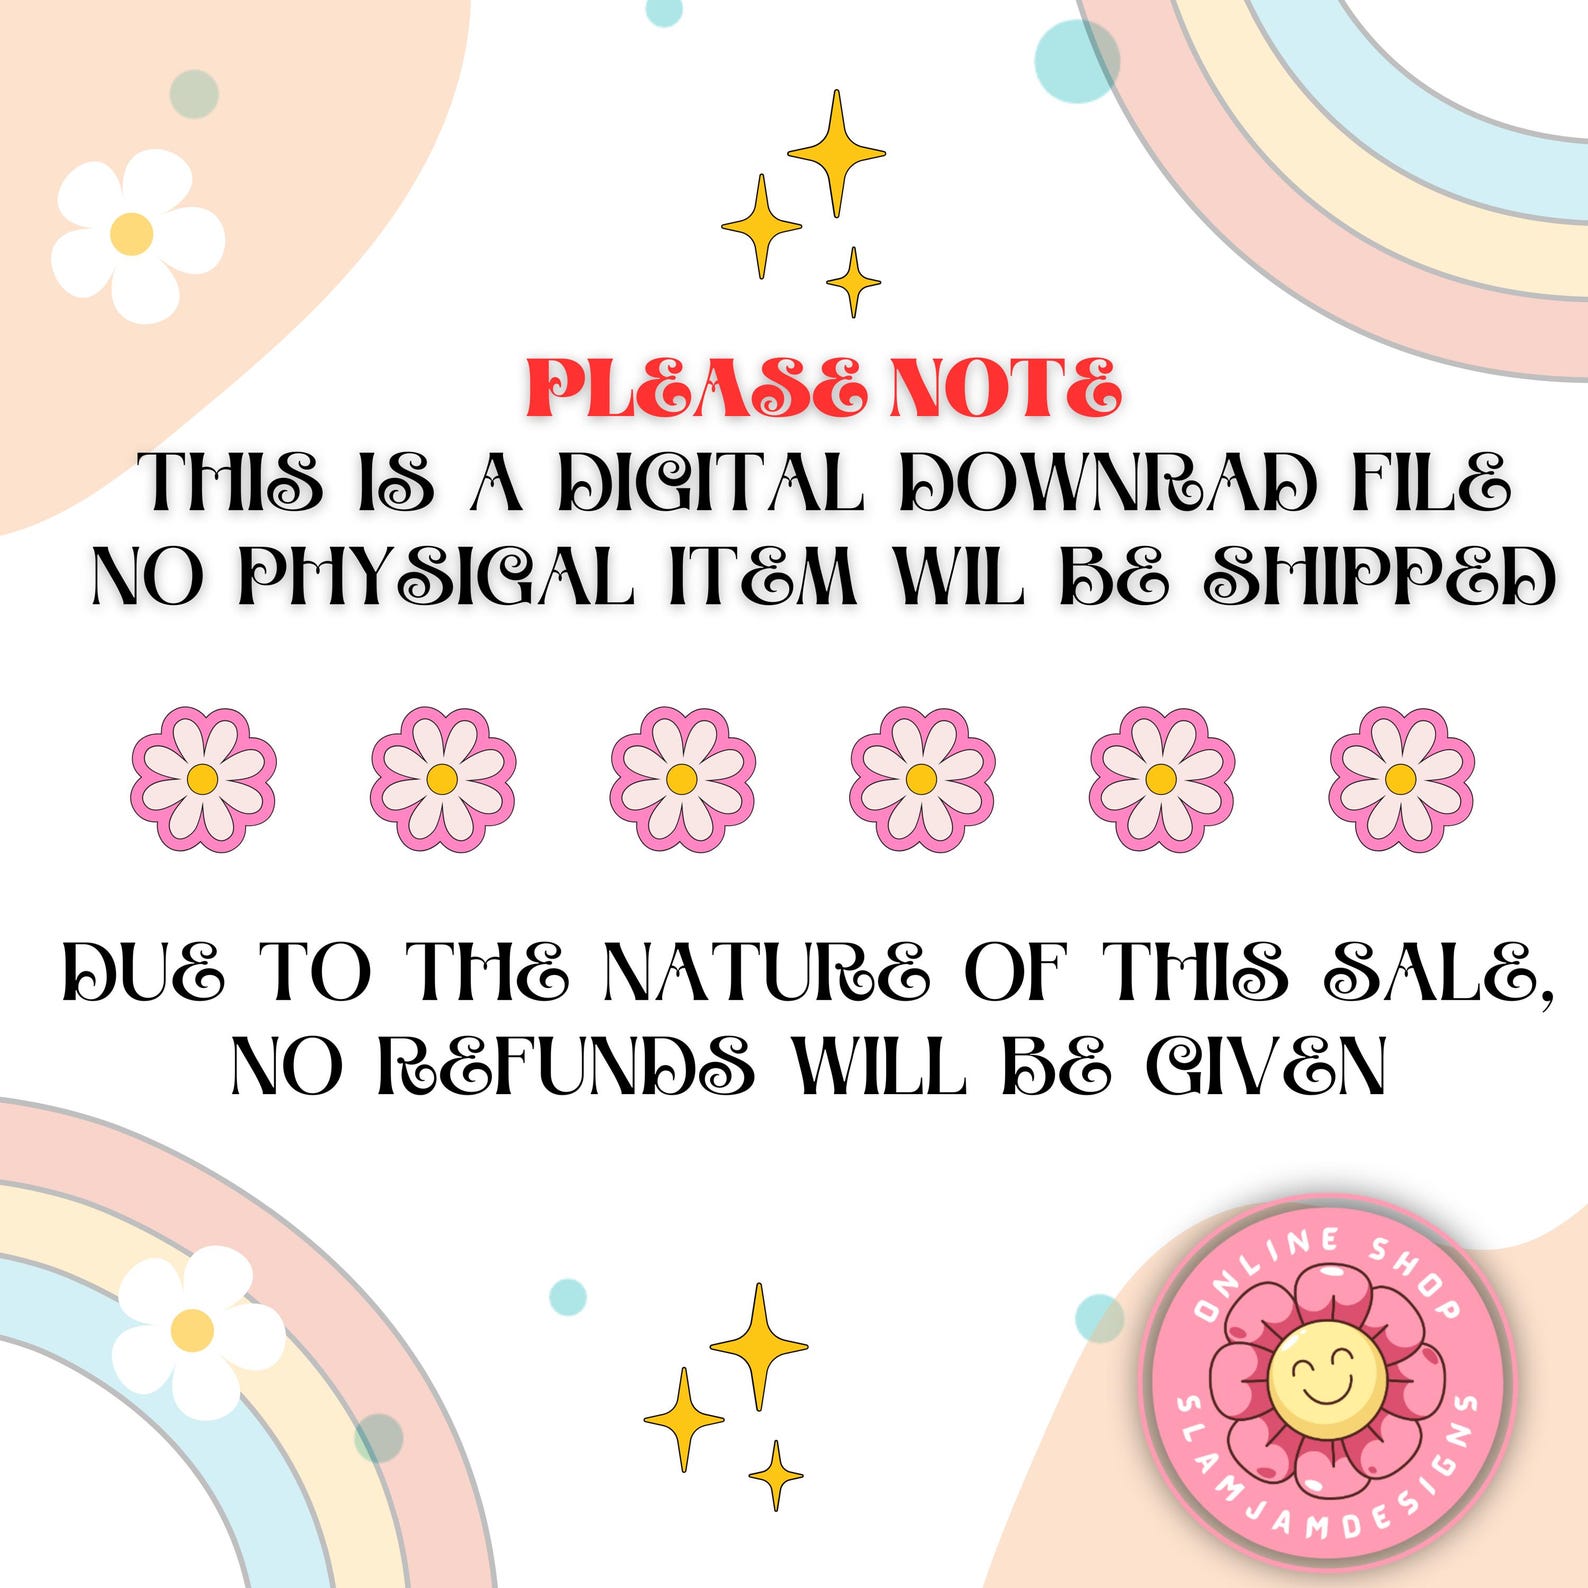 PLEASE NOTE
THIS IS A DIGITAL DOWNRAD FILE
NO PHYSIGAL ITEM WIL BE SHIPPED
DUE TO THE NATURE OF THIS SALE,
NO REFUNDS WILL BE GIVEN
ONLINE SHOP
SLAMJAMDESIGNS